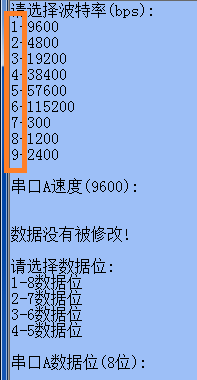 请选择波特率(bps):
1-9600
2-4800
3-19200
4-38400
5-57600
6-115200
7-300
8-1200
9-2400
串口A速度(9600):
数据没有被修改!
请选择数据位:
1-8数据位
2-7数据位
3-6数据位
4-5数据位
串口A数据位(8位):